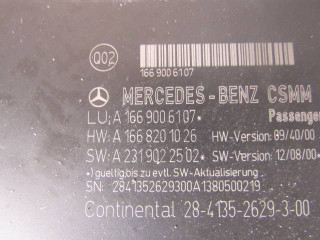 Q02
166 900 6107
MERCEDES-BENZ CSMM
LU: A 166 900 6107* Passenger
HW: A 166 820 10 26 HW-Version: 09/40/00
SW: A 231 902 25 02* SW-Version: 12/08/00*
*) gueltig bis zu evtl. SW-Aktualisierung
SN: 2841352629300A1380500219
Continental 28-4135-2629-3-00